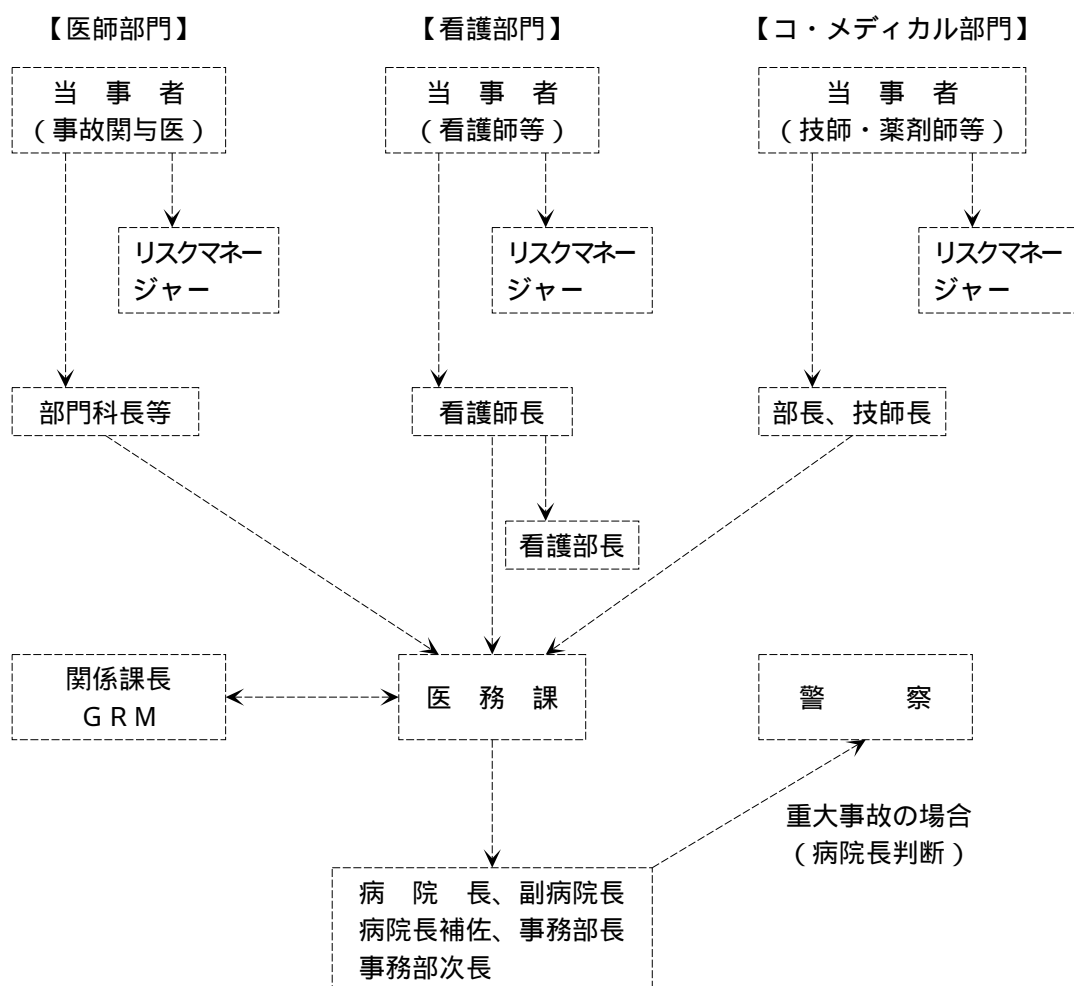 【医師部門】
【看護部門】
【コ・メディカル部門】
当　事　者
（事故関与医）
当　事　者
（看護師等）
当　事　者
（技師・薬剤師等）
リスクマネー
ジャー
リスクマネー
ジャー
リスクマネー
ジャー
部門科長等
看護師長
部長、技師長
看護部長
関係課長
ＧＲＭ
医　務　課
警　　　察
重大事故の場合
（病院長判断）
病　院　長、副病院長
病院長補佐、事務部長
事務部次長